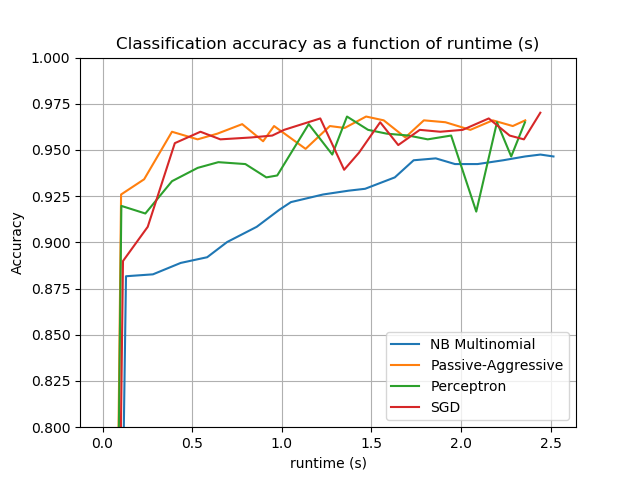 Classification accuracy as a function of runtime (s)
1.000
0.975
0.950
0.925
0.900
0.875
0.850
0.825
0.800
Accuracy
0.0 0.5 1.0 1.5 2.0 2.5
runtime (s)
NB Multinomial
Passive-Aggressive
Perceptron
SGD